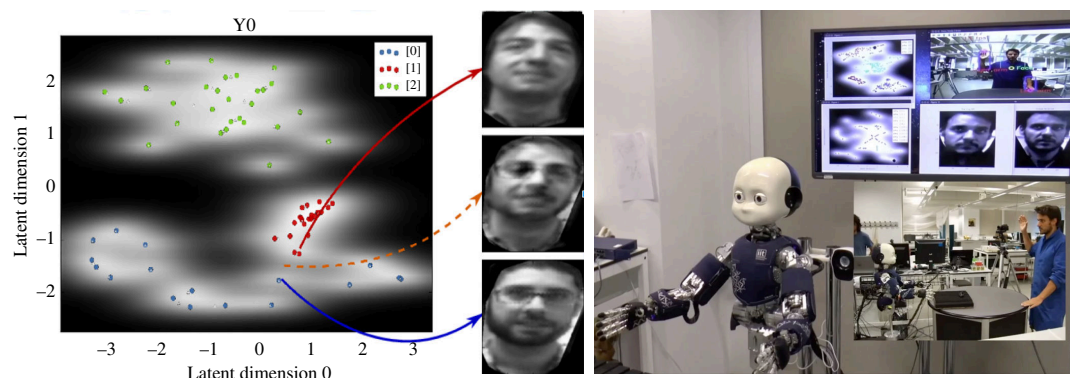 Y0
[0]
[1]
[2]
2
1
0
−1
−2
Latent dimension 1
−3 −2 −1 0 1 2 3
Latent dimension 0